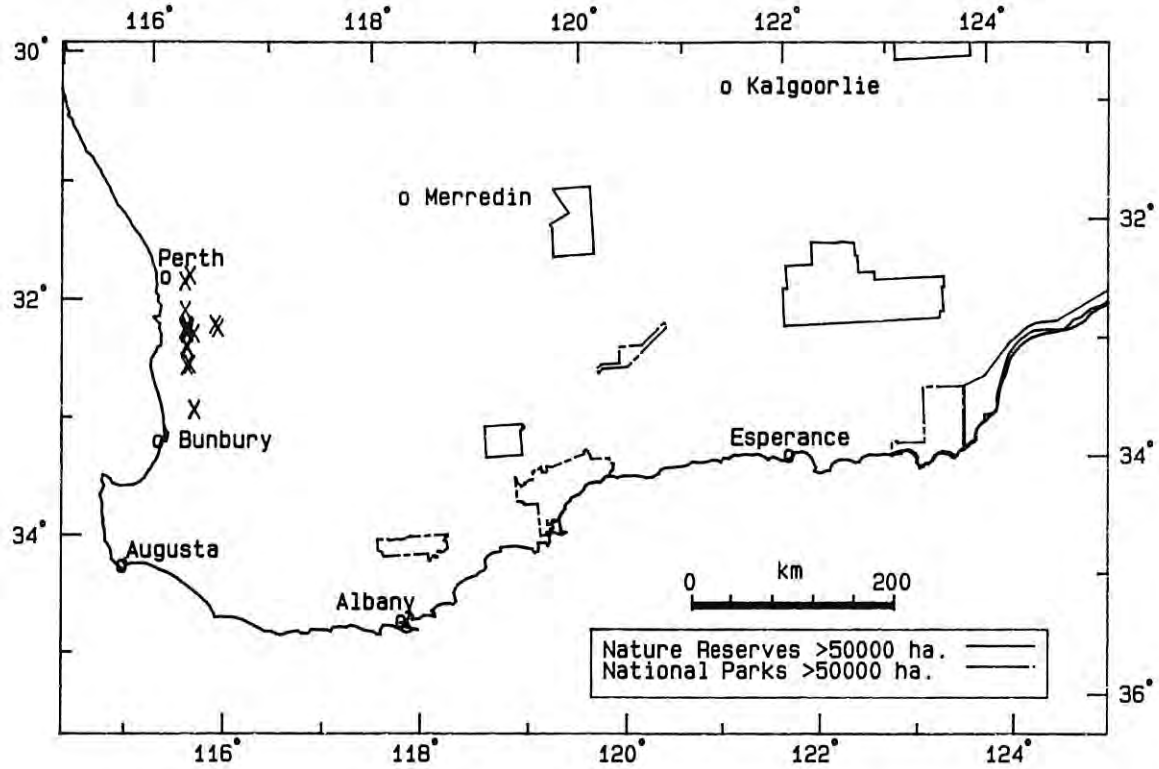 116° 118° 120° 122° 124°
30°
o Kalgoorlie
o Merredin
32°
Perth
32°
Esperance
o Bunbury
34°
34°
Augusta
km
0 200
Albany
Nature Reserves >50000 ha.
National Parks >50000 ha.
36°
116° 118° 120° 122° 124°